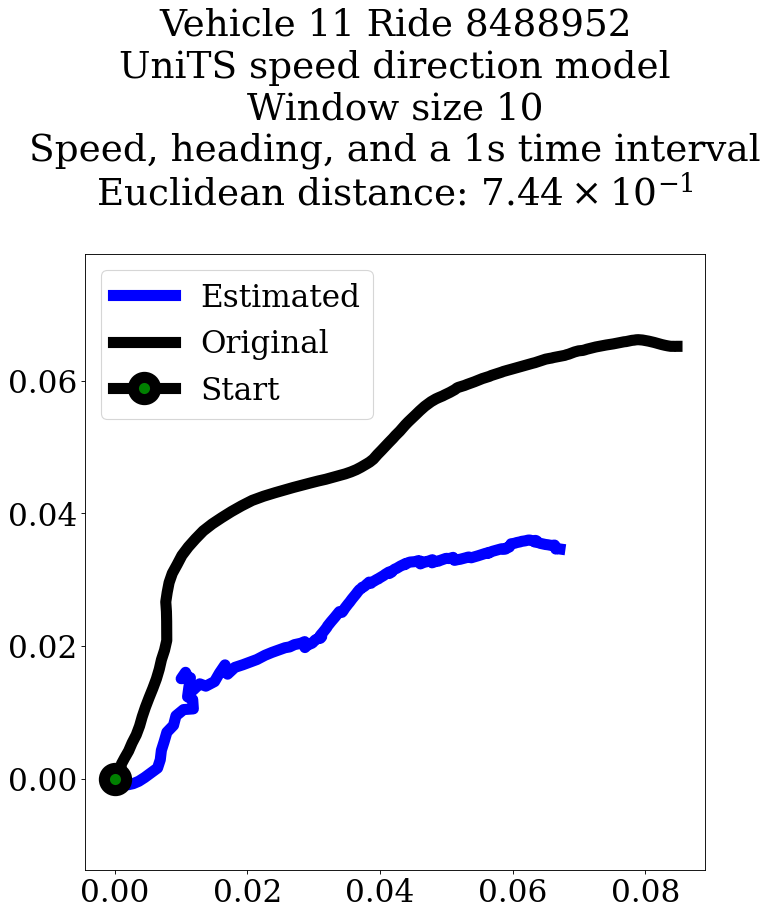 Vehicle 11 Ride 8488952
UniTS speed direction model
Window size 10
Speed, heading, and a 1s time interval
Euclidean distance: 7.44 × 10⁻¹
Estimated
Original
Start
0.06
0.04
0.02
0.00
0.00 0.02 0.04 0.06 0.08